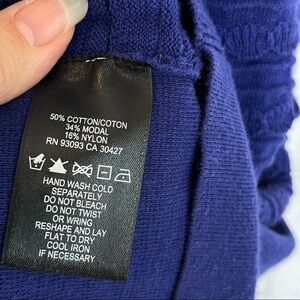 50% COTTON/COTON
34% MODAL
16% NYLON
RN 93093 CA 30427
HAND WASH COLD
SEPARATELY
DO NOT BLEACH
DO NOT TWIST
OR WRING
RESHAPE AND LAY
FLAT TO DRY
COOL IRON
IF NECESSARY